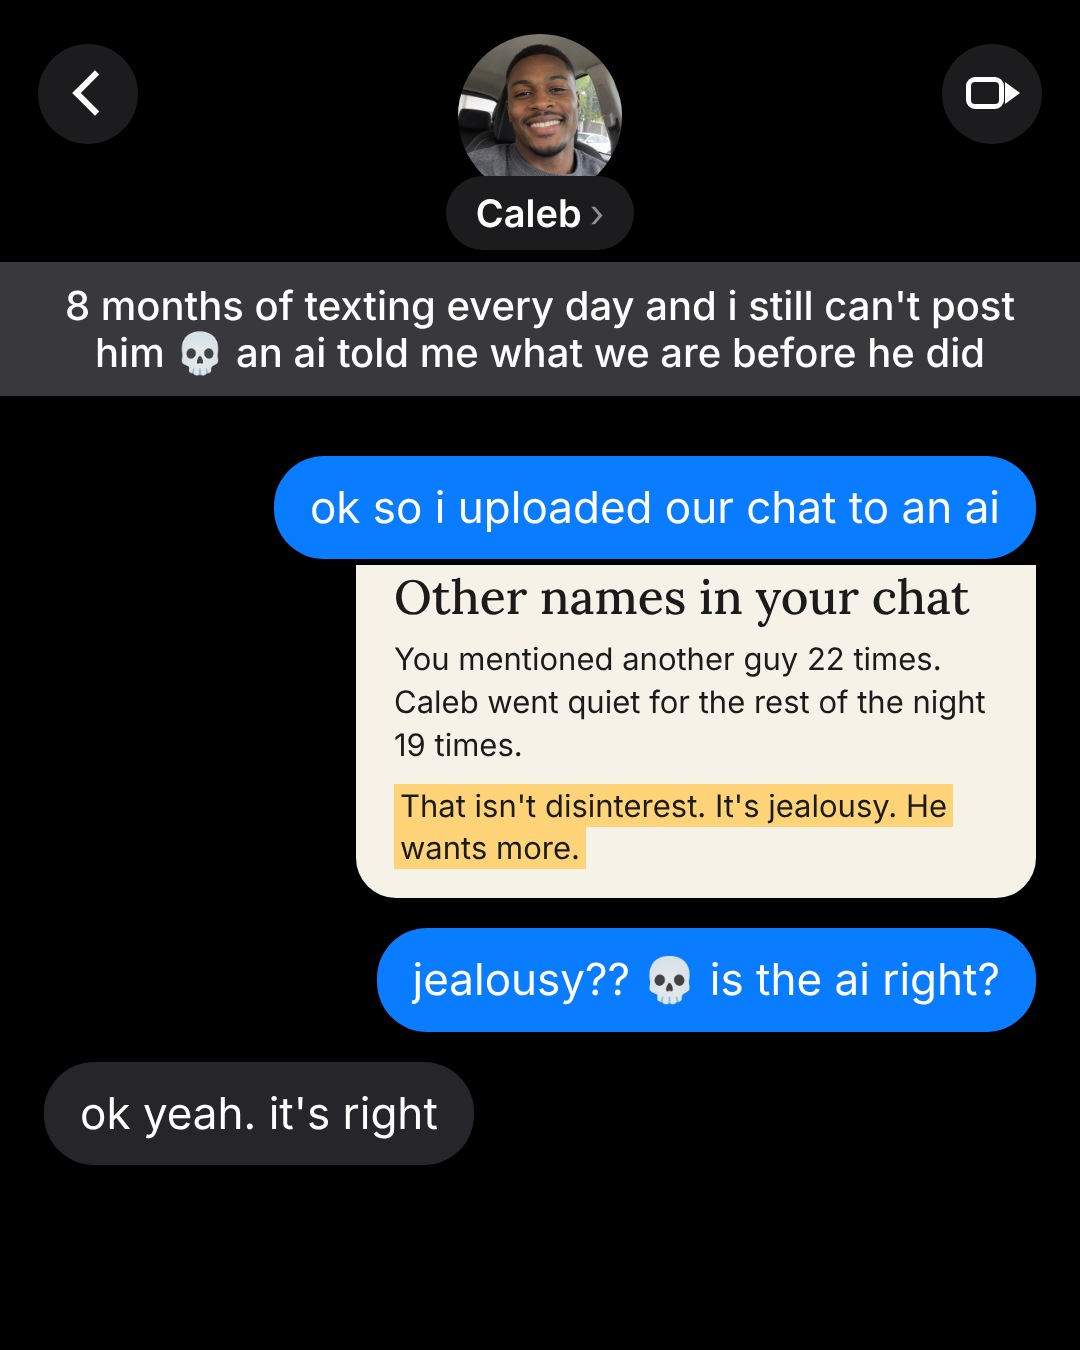 Caleb ›
8 months of texting every day and i still can't post
him 💀 an ai told me what we are before he did
ok so i uploaded our chat to an ai
Other names in your chat
You mentioned another guy 22 times.
Caleb went quiet for the rest of the night
19 times.
That isn't disinterest. It's jealousy. He
wants more.
jealousy?? 💀 is the ai right?
ok yeah. it's right